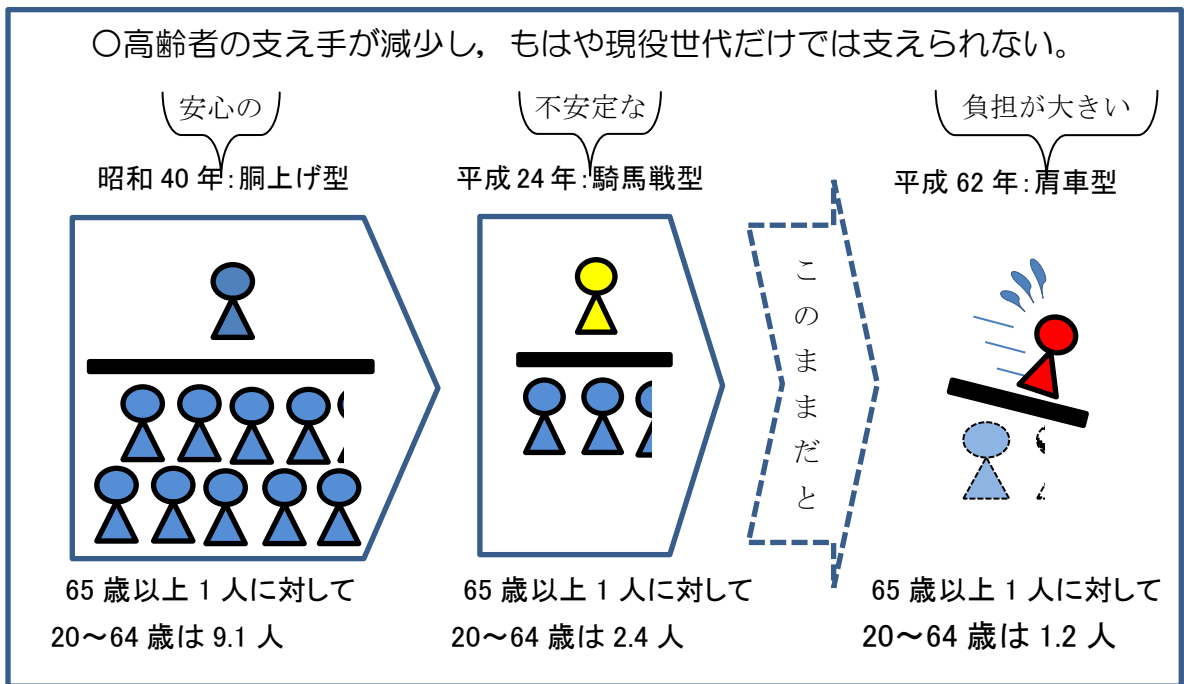 〇高齢者の支え手が減少し，もはや現役世代だけでは支えられない。
安心の
昭和 40 年：胴上げ型
65 歳以上 1 人に対して
20～64 歳は 9.1 人
不安定な
平成 24 年：騎馬戦型
65 歳以上 1 人に対して
20～64 歳は 2.4 人
このままだと
負担が大きい
平成 62 年：肩車型
65 歳以上 1 人に対して
20～64 歳は 1.2 人